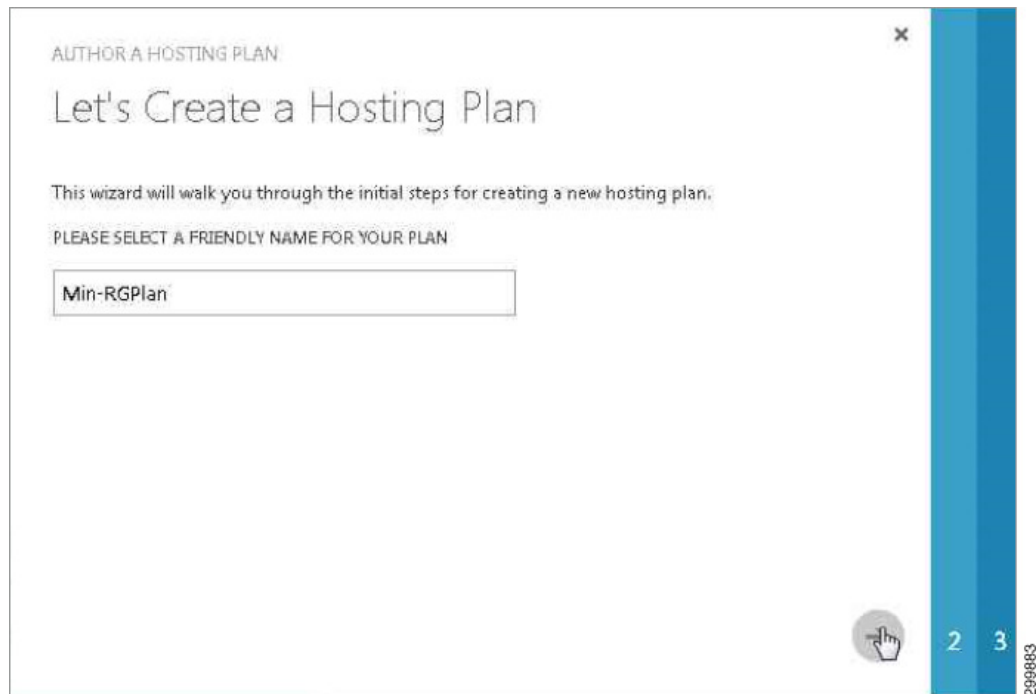 AUTHOR A HOSTING PLAN
Let's Create a Hosting Plan
This wizard will walk you through the initial steps for creating a new hosting plan.
PLEASE SELECT A FRIENDLY NAME FOR YOUR PLAN
Min-RGPlan
2 3
299883